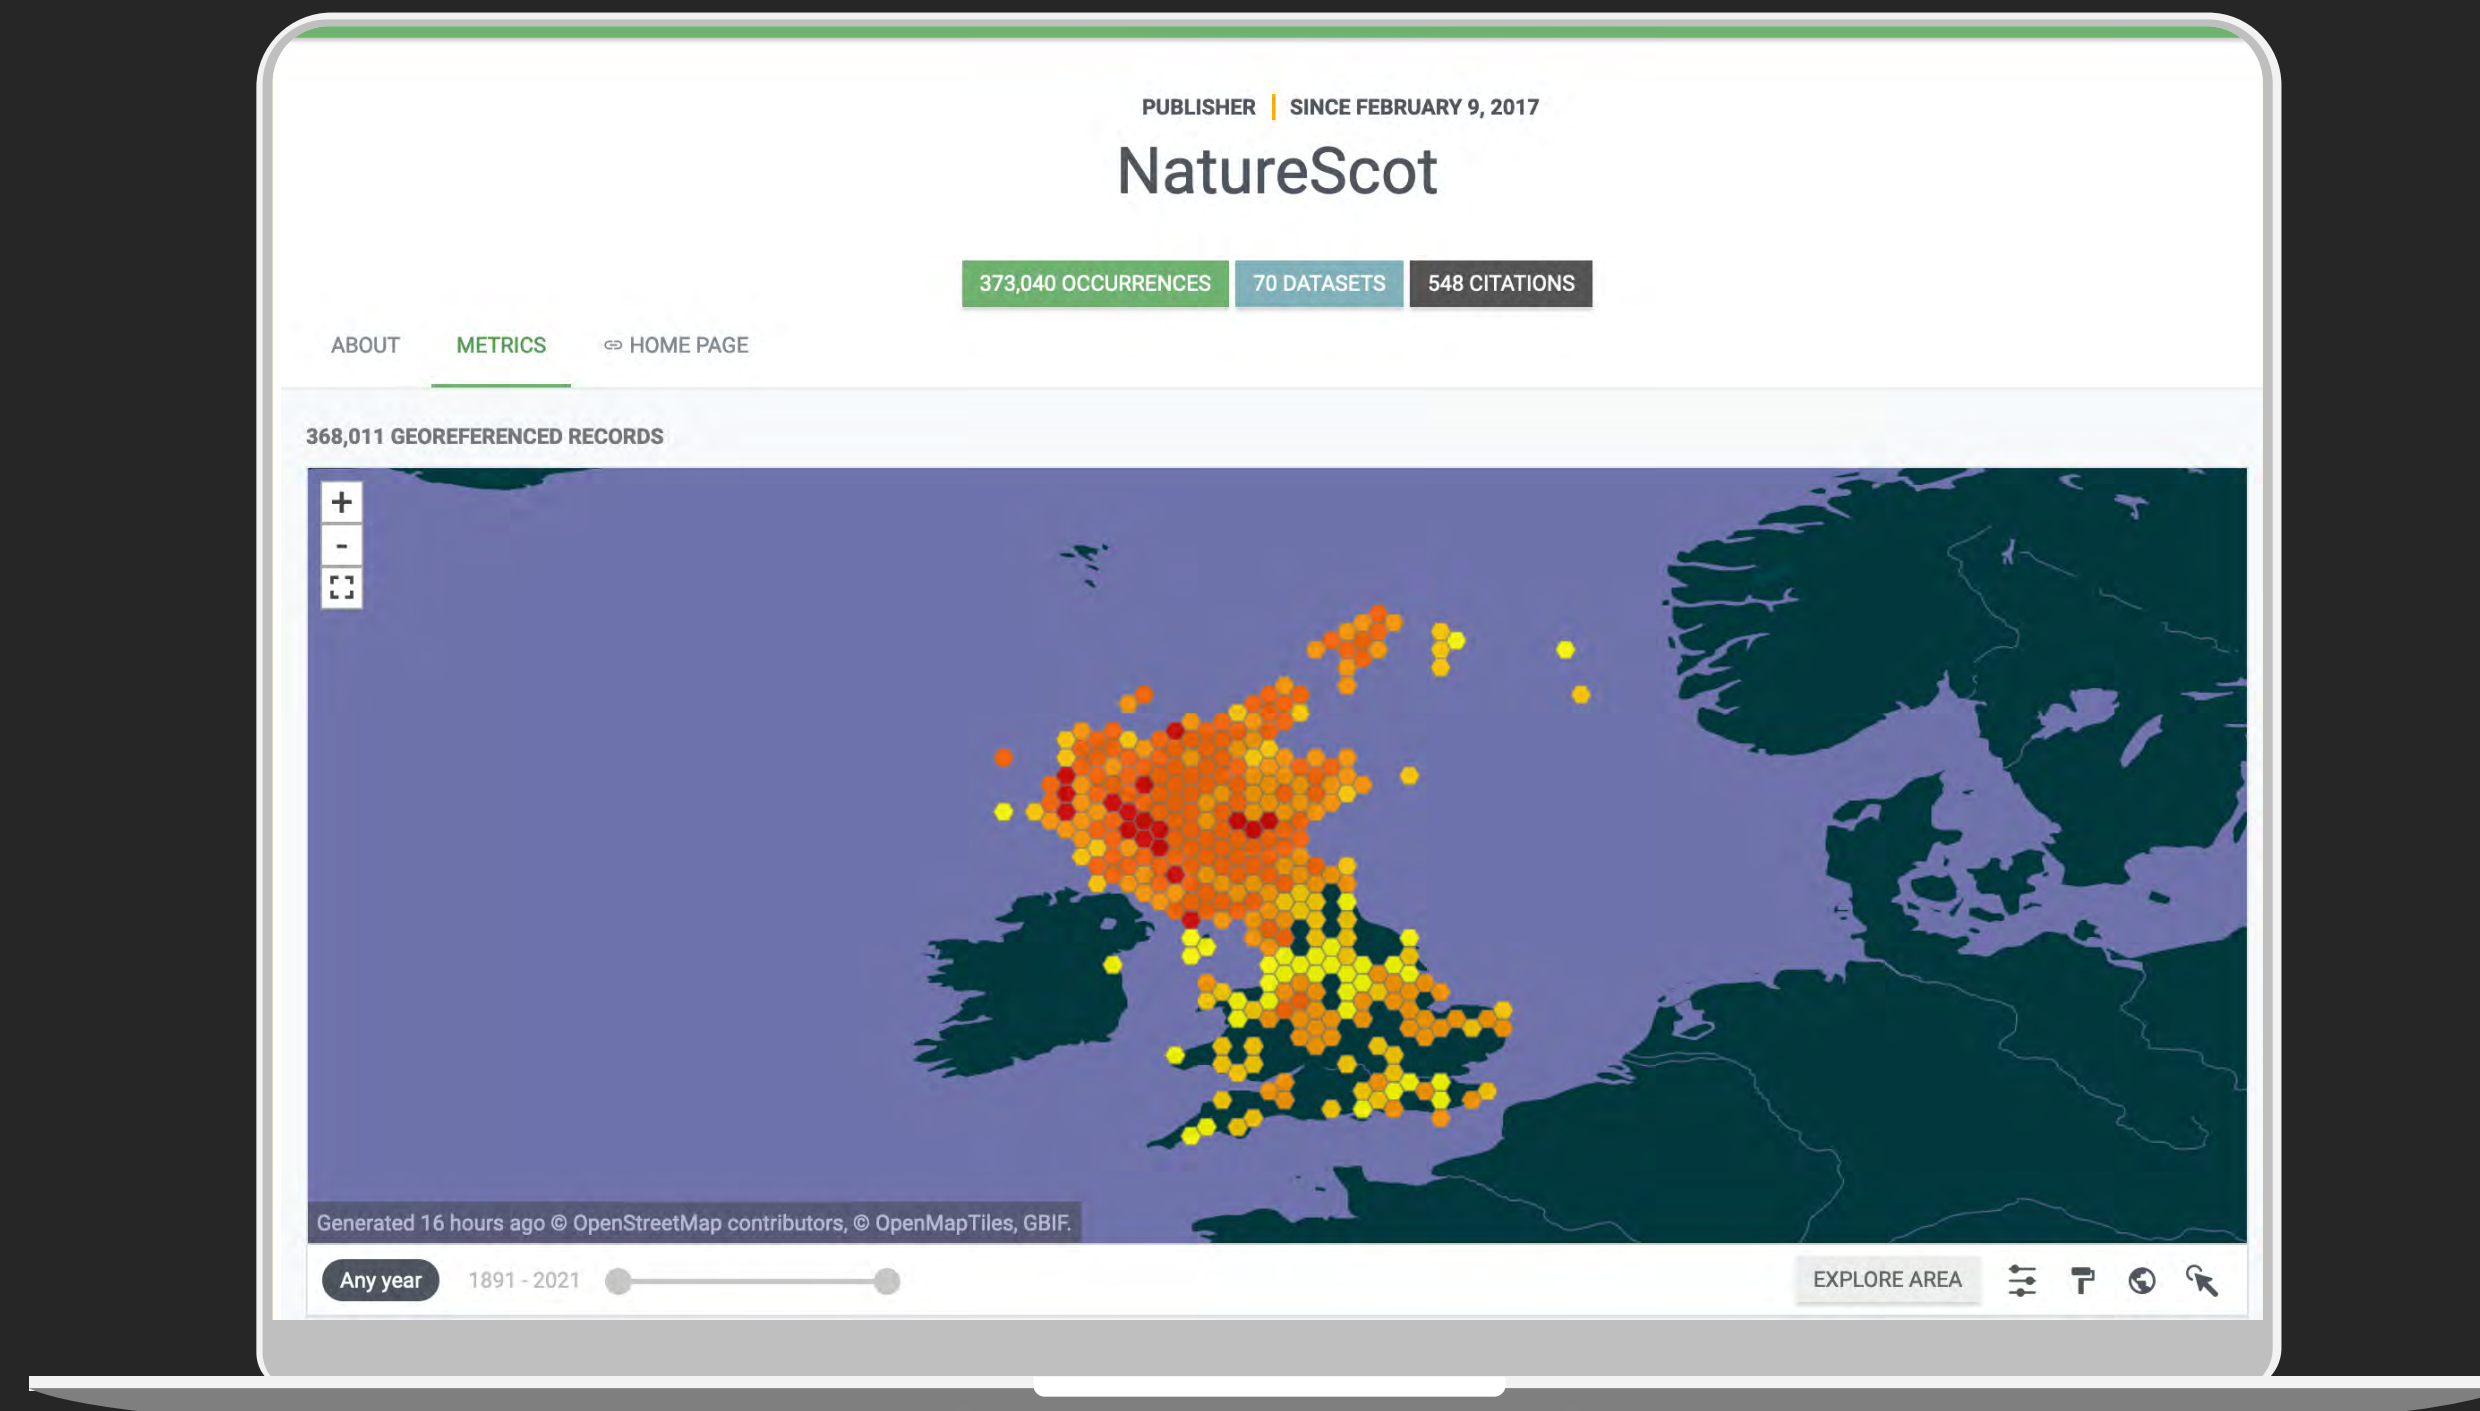 PUBLISHER | SINCE FEBRUARY 9, 2017
NatureScot
373,040 OCCURRENCES 70 DATASETS 548 CITATIONS
ABOUT METRICS HOME PAGE
368,011 GEOREFERENCED RECORDS
+
-
Generated 16 hours ago © OpenStreetMap contributors, © OpenMapTiles, GBIF.
Any year 1891 - 2021 EXPLORE AREA